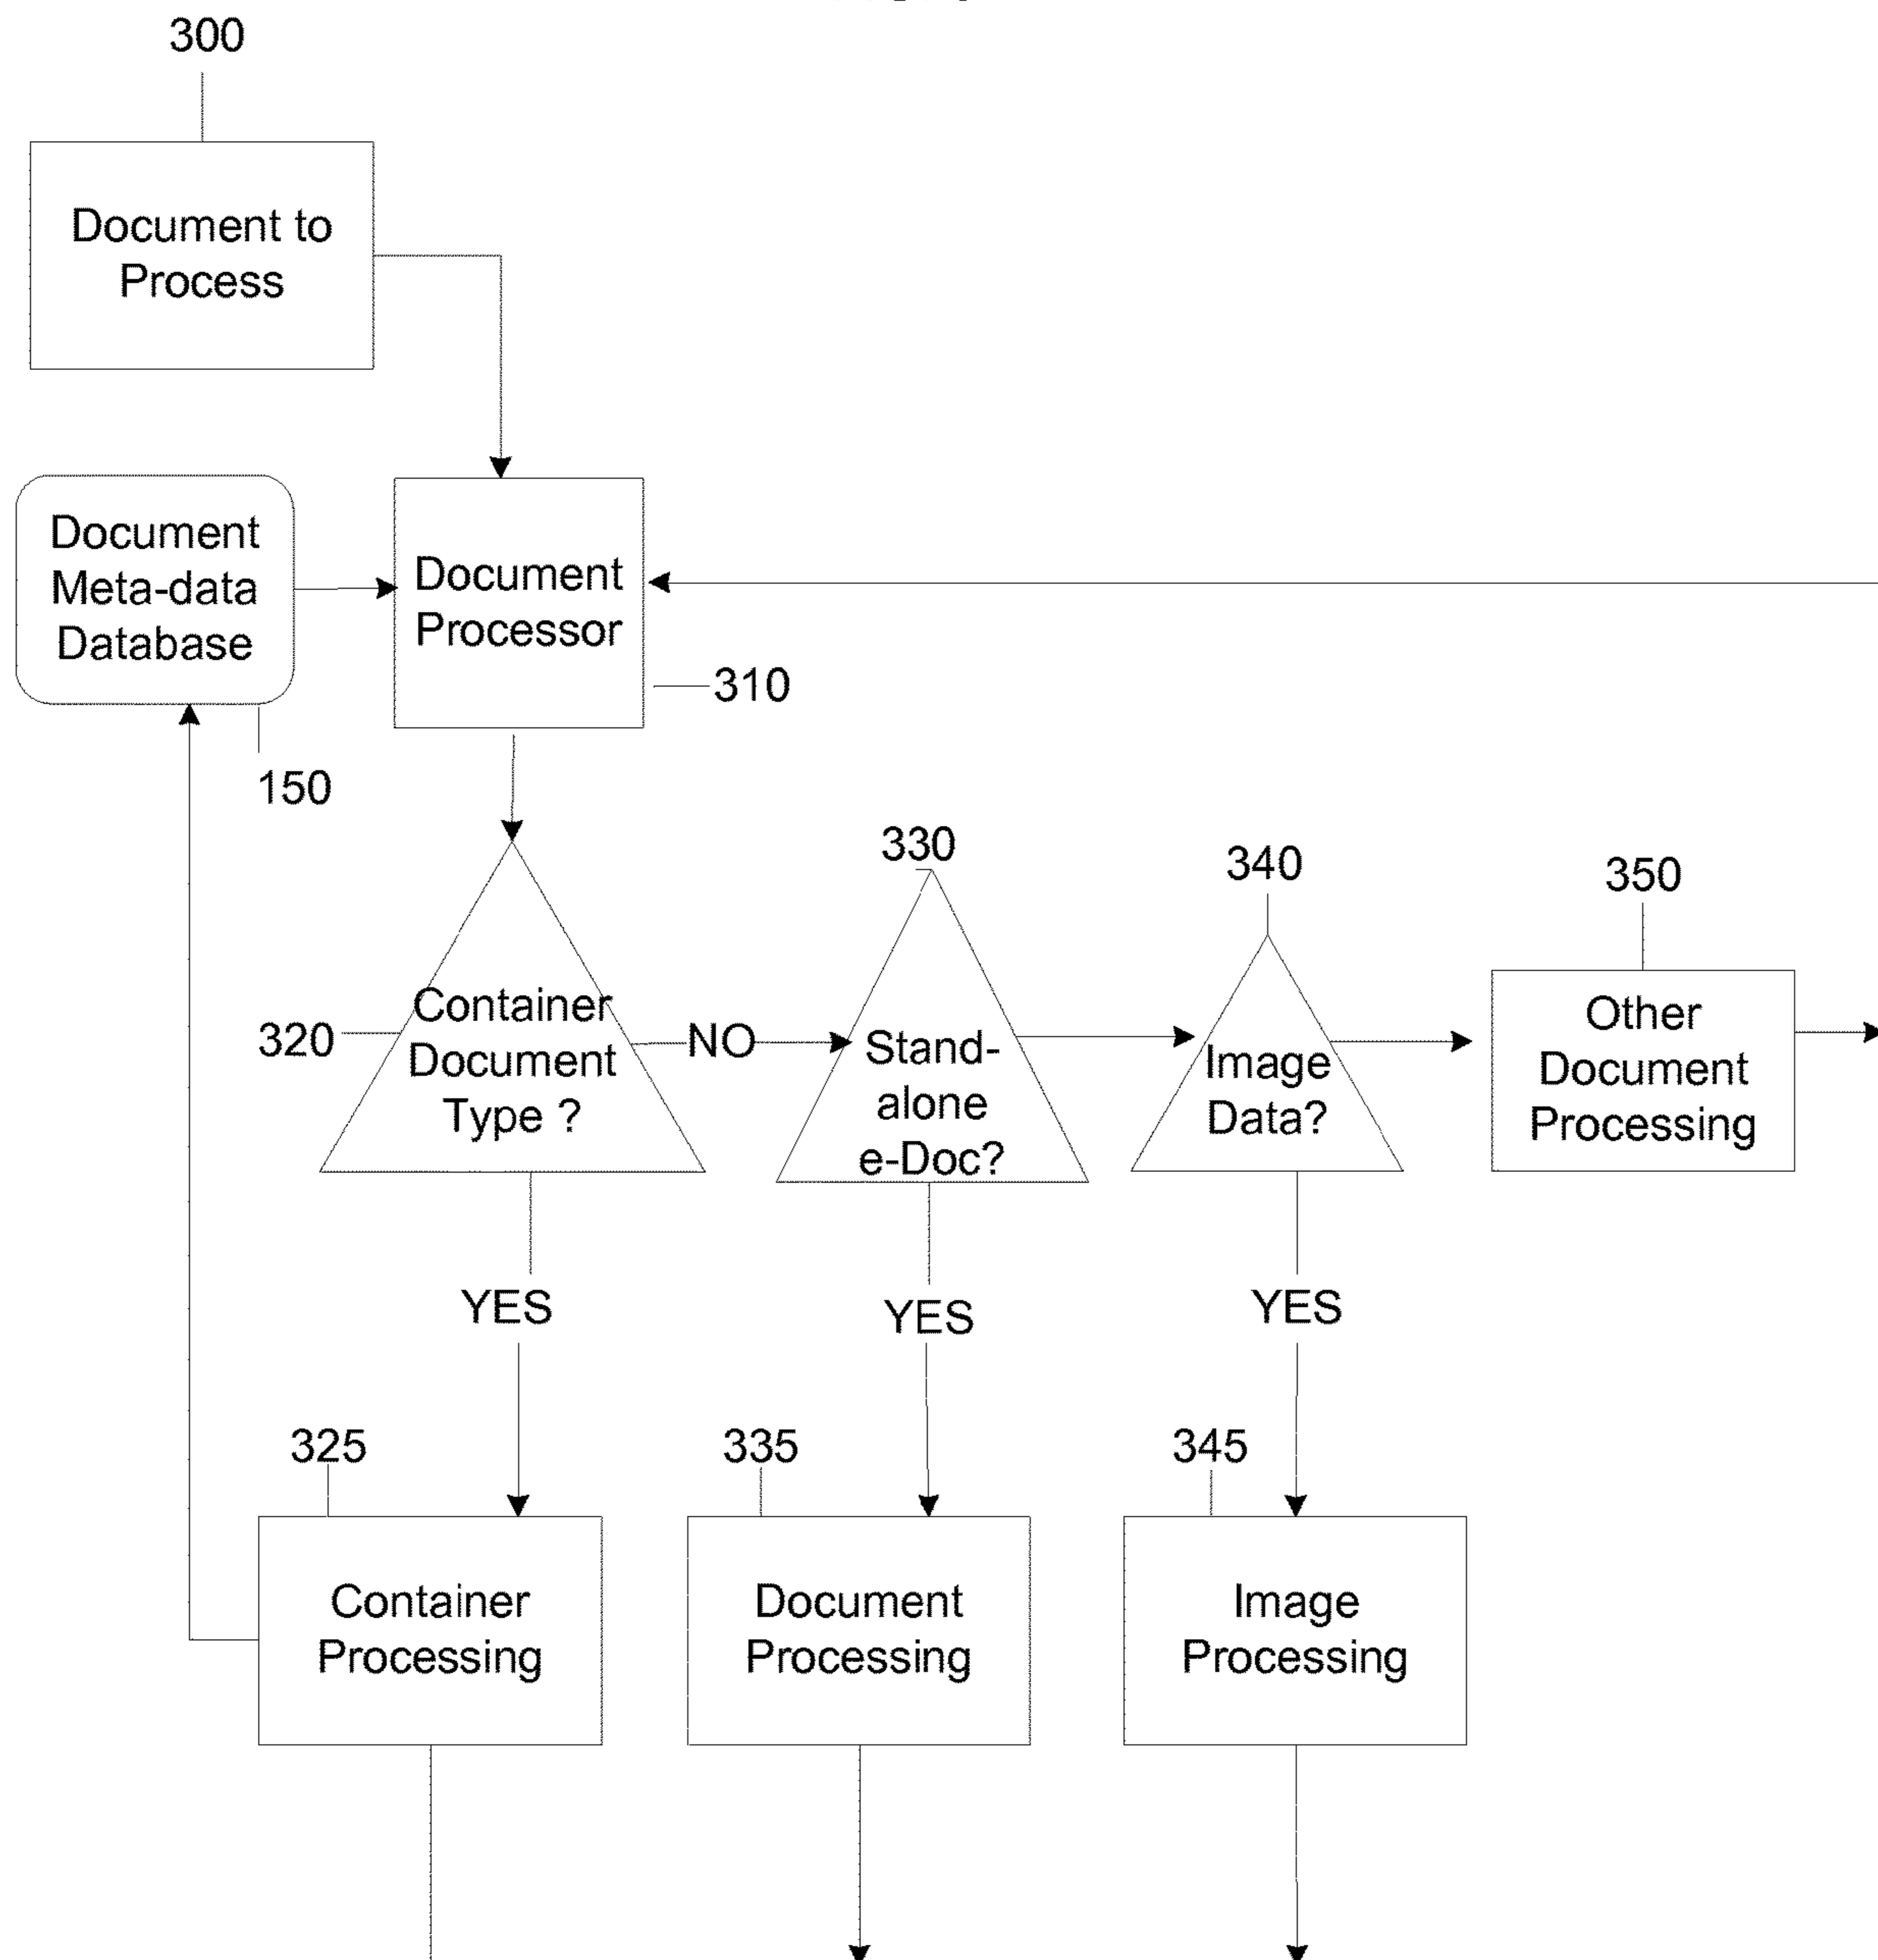 300
Document to
Process
Document
Meta-data
Database
Document
Processor
310
150
330
340
350
320
Container
Document
Type ?
NO
Stand-
alone
e-Doc?
Image
Data?
Other
Document
Processing
YES
YES
YES
325
335
345
Container
Processing
Document
Processing
Image
Processing